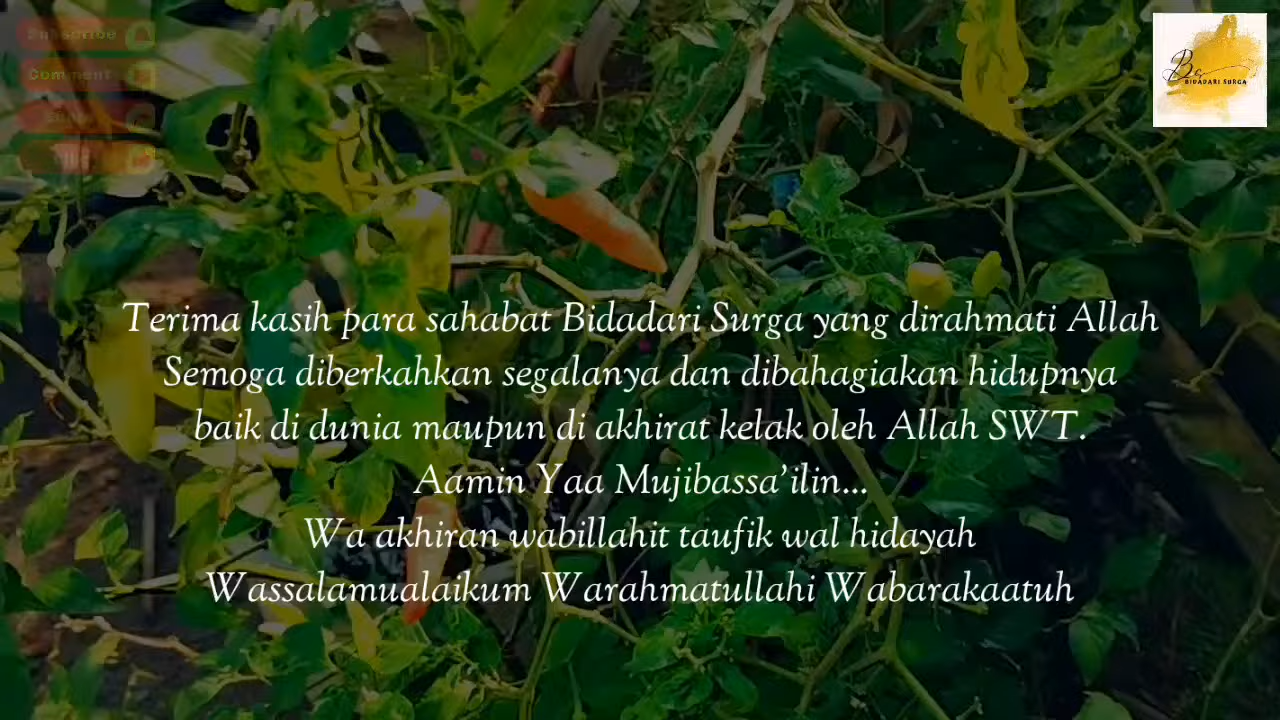 Subscribe
Comment
BIDADARI SURGA
Terima kasih para sahabat Bidadari Surga yang dirahmati Allah
Semoga diberkahkan segalanya dan dibahagiakan hidupnya
baik di dunia maupun di akhirat kelak oleh Allah SWT.
Aamin Yaa Mujibassa'ilin...
Wa akhiran wabillahit taufik wal hidayah
Wassalamualaikum Warahmatullahi Wabarakaatuh